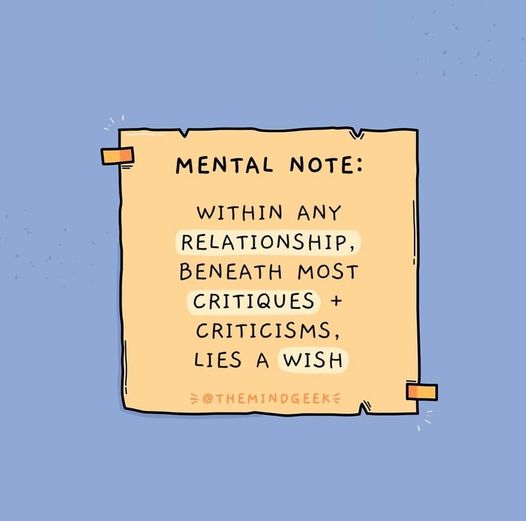 MENTAL NOTE:
WITHIN ANY
RELATIONSHIP,
BENEATH MOST
CRITIQUES +
CRITICISMS,
LIES A WISH
@THEMINDGEEK